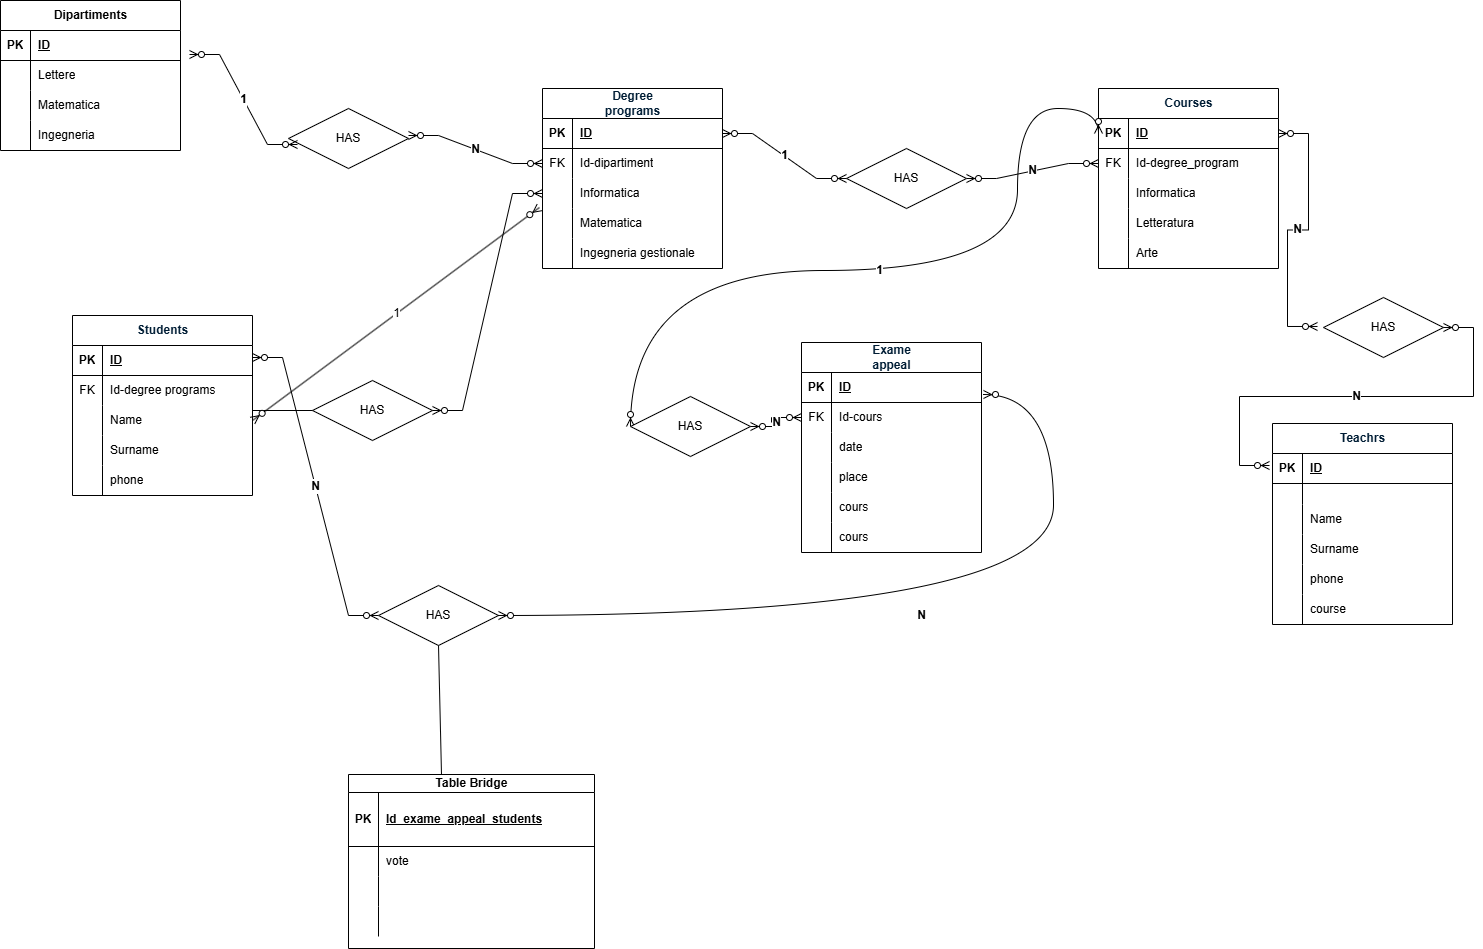 Dipartiments
PK ID
Lettere
Matematica
Ingegneria
1
HAS
N
Degree
programs
PK ID
FK Id-dipartiment
Informatica
Matematica
Ingegneria gestionale
1
HAS
N
Courses
PK ID
FK Id-degree_program
Informatica
Letteratura
Arte
N
HAS
N
1
1
Students
PK ID
FK Id-degree programs
Name
Surname
phone
HAS
N
Exame
appeal
PK ID
FK Id-cours
date
place
cours
cours
HAS
N
Teachrs
PK ID
Name
Surname
phone
course
HAS
N
Table Bridge
PK Id_exame_appeal_students
vote